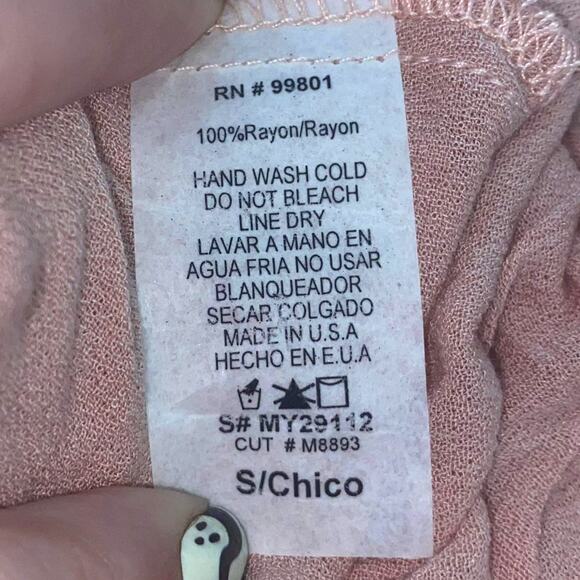 RN # 99801
100%Rayon/Rayon
HAND WASH COLD
DO NOT BLEACH
LINE DRY
LAVAR A MANO EN
AGUA FRIA NO USAR
BLANQUEADOR
SECAR COLGADO
MADE IN U.S.A
HECHO EN E.U.A
S# MY29112
CUT # M8893
S/Chico